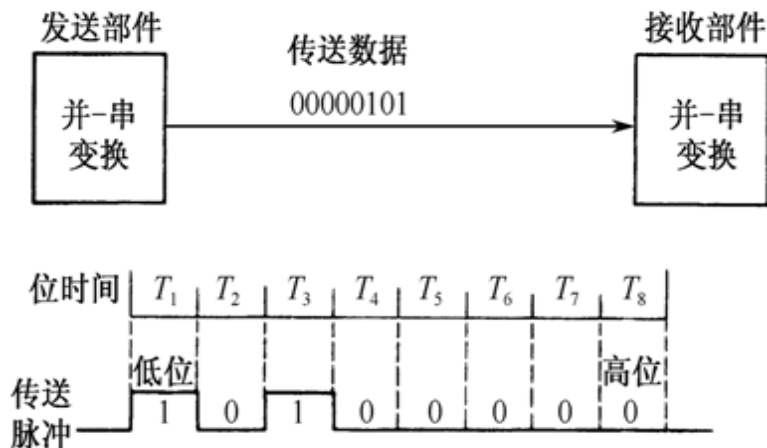 发送部件
接收部件
传送数据
00000101
并-串
变换
并-串
变换
位时间 T₁ T₂ T₃ T₄ T₅ T₆ T₇ T₈
低位 高位
传送
脉冲
1 0 1 0 0 0 0 0